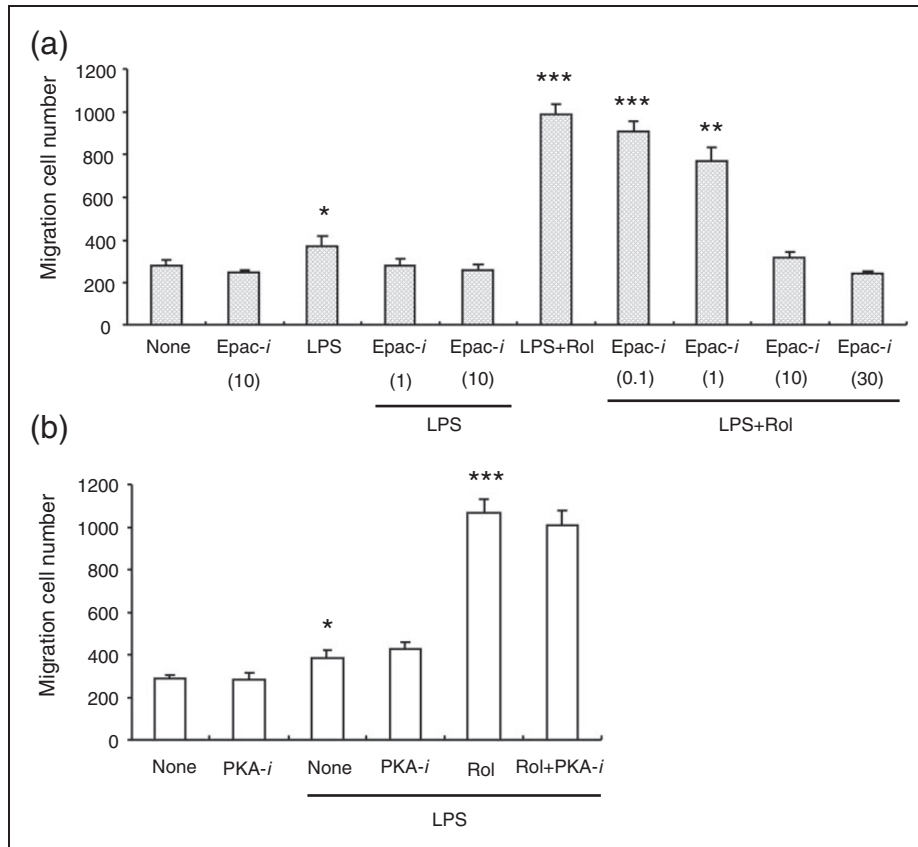 (a)
Migration cell number
1200
1000
800
600
400
200
0
*
***
***
**
None Epac-i LPS Epac-i Epac-i LPS+Rol Epac-i Epac-i Epac-i Epac-i
(10) (1) (10) (0.1) (1) (10) (30)
LPS LPS+Rol
(b)
Migration cell number
1200
1000
800
600
400
200
0
*
***
None PKA-i None PKA-i Rol Rol+PKA-i
LPS